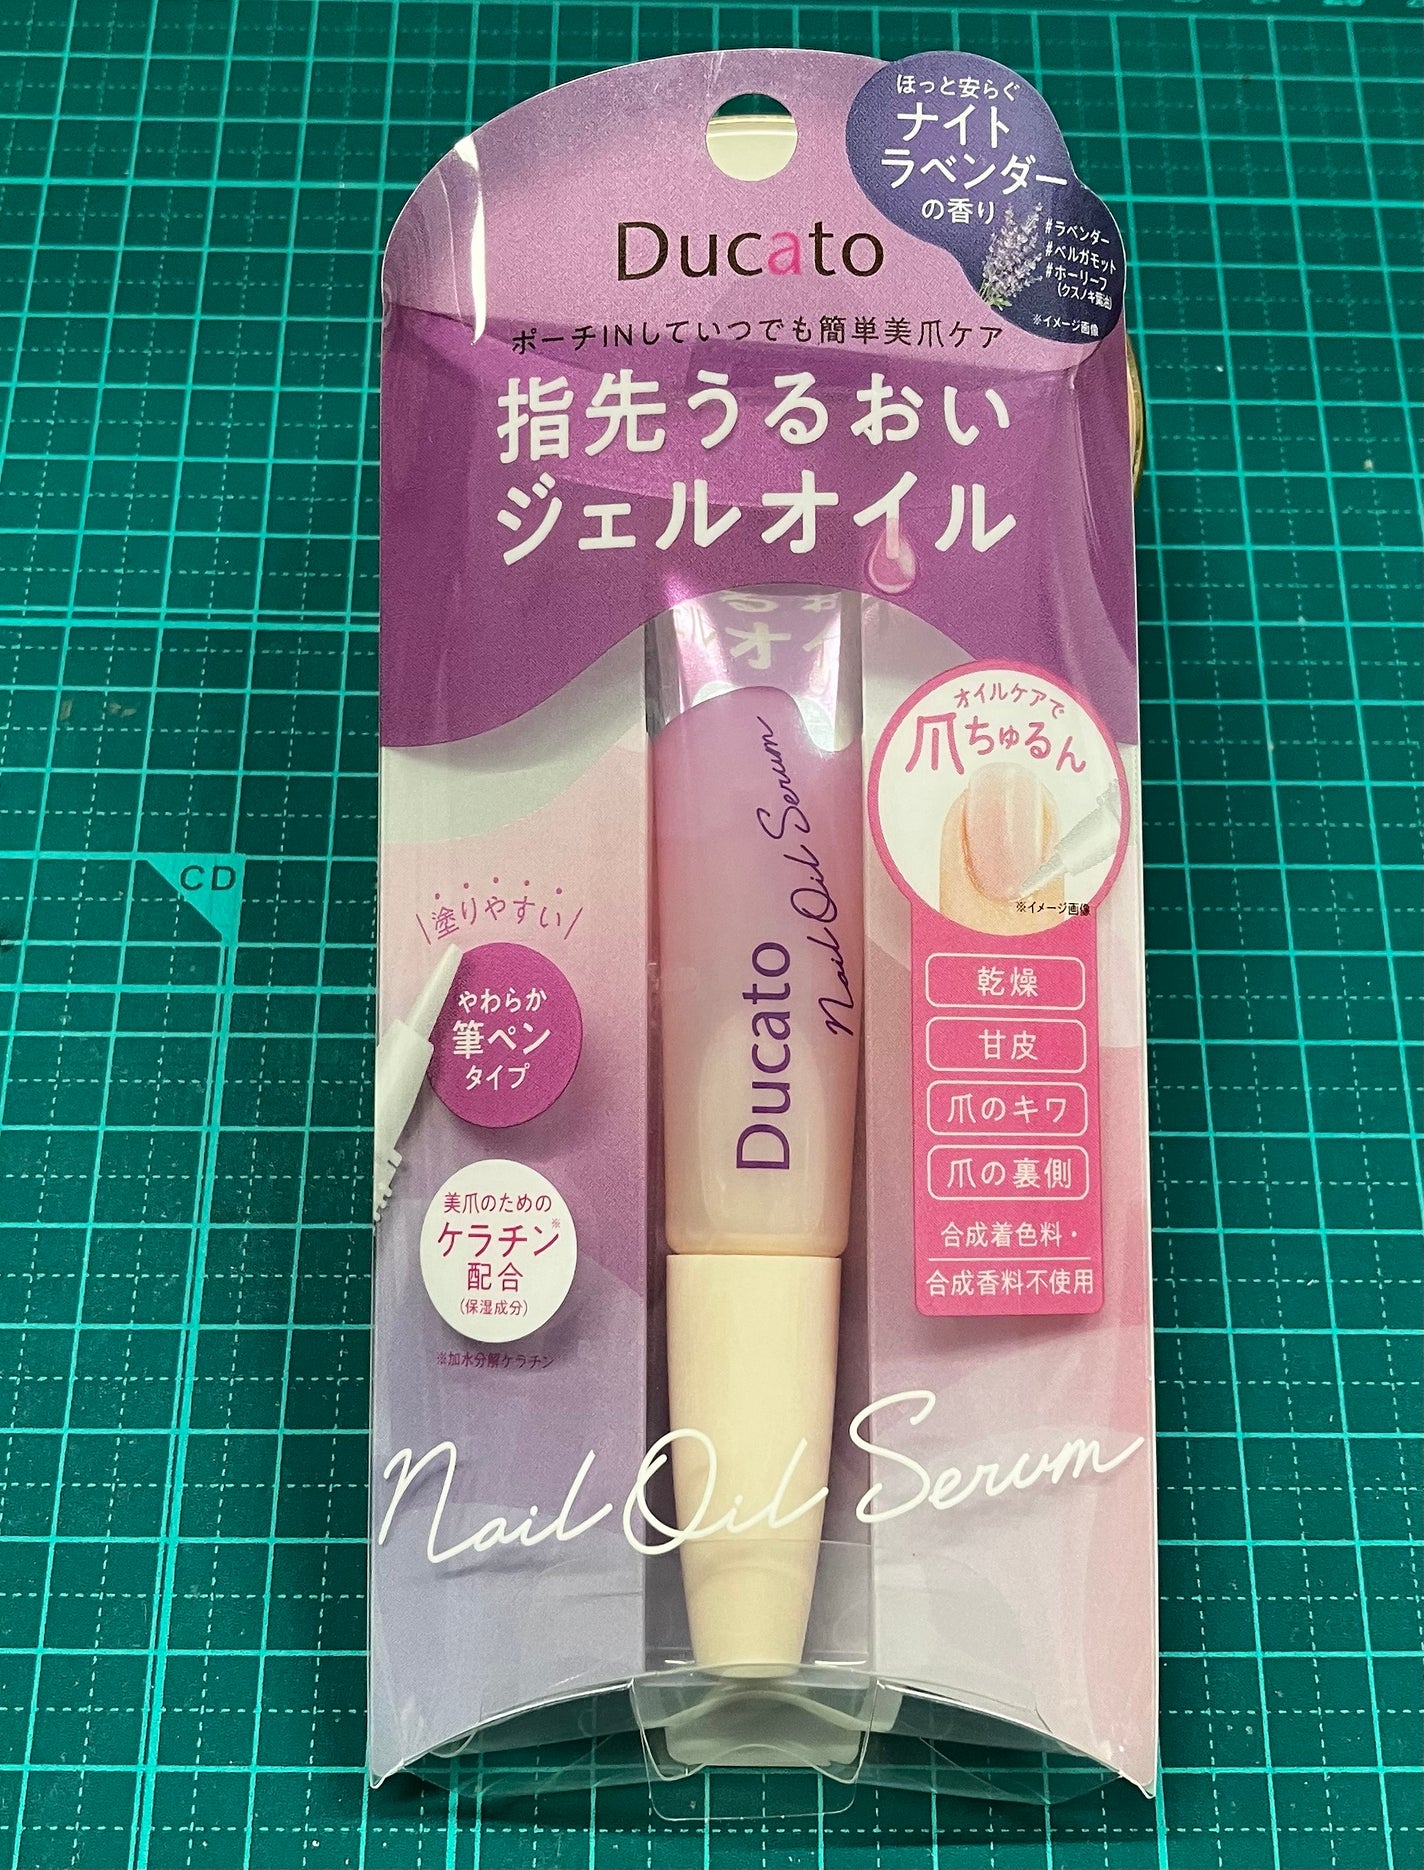 ほっと安らぐ
ナイト
ラベンダー
の香り
#ラベンダー
#ベルガモット
#ホーリーフ
(クスノキ葉油)
※イメージ画像
Ducato
ポーチINしていつでも簡単美爪ケア
指先うるおい
ジェルオイル
オイルケアで
爪ちゅるん
※イメージ画像
乾燥
甘皮
爪のキワ
爪の裏側
合成着色料・
合成香料不使用
塗りやすい
やわらか
筆ペン
タイプ
美爪のための
ケラチン※
配合
(保湿成分)
※加水分解ケラチン
Ducato
Nail Oil Serum
Nail Oil Serum
CD